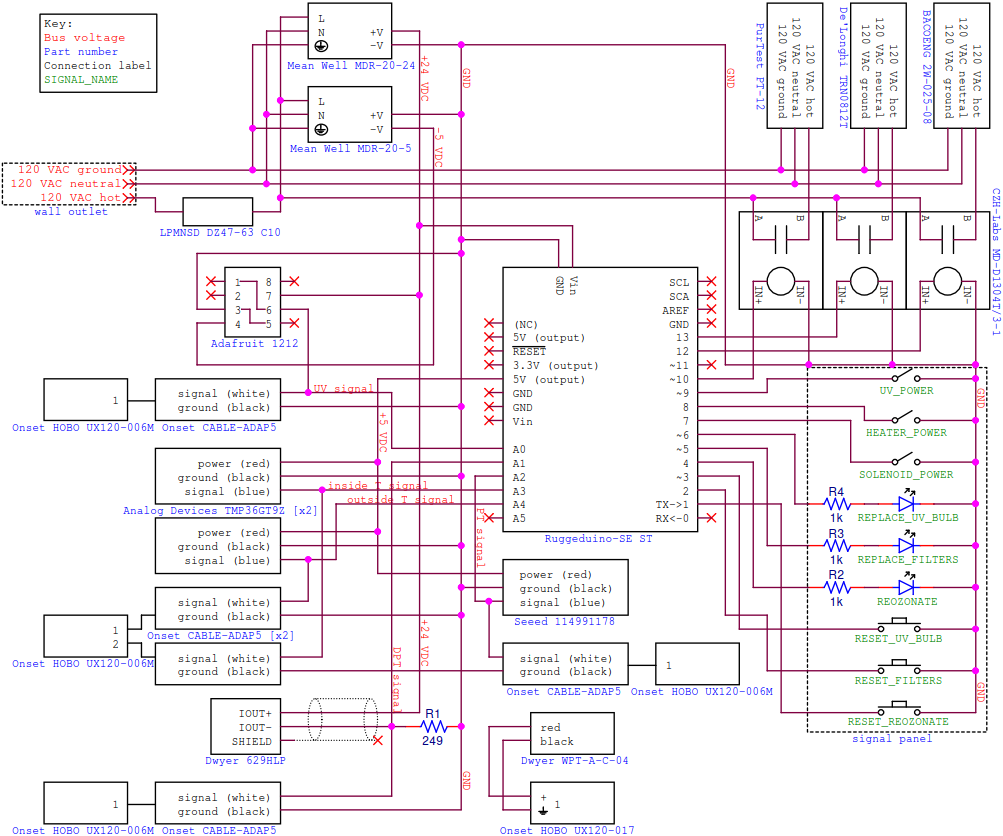 Key:
Bus voltage
Part number
Connection label
SIGNAL_NAME
L
N
+V
-V
Mean Well MDR-20-24
L
N
+V
-V
Mean Well MDR-20-5
+24 VDC
-5 VDC
GND
GND
PurTest PT-12
120 VAC ground
120 VAC neutral
120 VAC hot
De'Longhi TRN0812T
120 VAC ground
120 VAC neutral
120 VAC hot
BACOENG 2W-025-08
120 VAC ground
120 VAC neutral
120 VAC hot
120 VAC ground
120 VAC neutral
120 VAC hot
wall outlet
LPMNSD DZ47-63 C10
A
B
IN+
IN-
A
B
IN+
IN-
A
B
IN+
IN-
CZH-Labs MD-D1304T/3-1
1 8
2 7
3 6
4 5
Adafruit 1212
GND
Vin
(NC)
5V (output)
RESET
3.3V (output)
5V (output)
GND
GND
Vin
A0
A1
A2
A3
A4
A5
SCL
SCA
AREF
GND
13
12
~11
~10
~9
8
7
~6
~5
4
~3
2
TX->1
RX<-0
Ruggeduino-SE ST
1
Onset HOBO UX120-006M
signal (white)
ground (black)
Onset CABLE-ADAP5
UV signal
+5 VDC
power (red)
ground (black)
signal (blue)
Analog Devices TMP36GT9Z [x2]
inside T signal
outside T signal
PT signal
power (red)
ground (black)
signal (blue)
signal (white)
ground (black)
Onset CABLE-ADAP5 [x2]
1
2
Onset HOBO UX120-006M
signal (white)
ground (black)
power (red)
ground (black)
signal (blue)
Seeed 114991178
signal (white)
ground (black)
Onset CABLE-ADAP5
1
Onset HOBO UX120-006M
+24 VDC
DPT signal
IOUT+
IOUT-
SHIELD
Dwyer 629HLP
R1
249
GND
red
black
Dwyer WPT-A-C-04
+ 1
Onset HOBO UX120-017
1
Onset HOBO UX120-006M
signal (white)
ground (black)
Onset CABLE-ADAP5
GND
UV_POWER
HEATER_POWER
SOLENOID_POWER
R4
1k
REPLACE_UV_BULB
R3
1k
REPLACE_FILTERS
R2
1k
REOZONATE
RESET_UV_BULB
RESET_FILTERS
RESET_REOZONATE
GND
signal panel